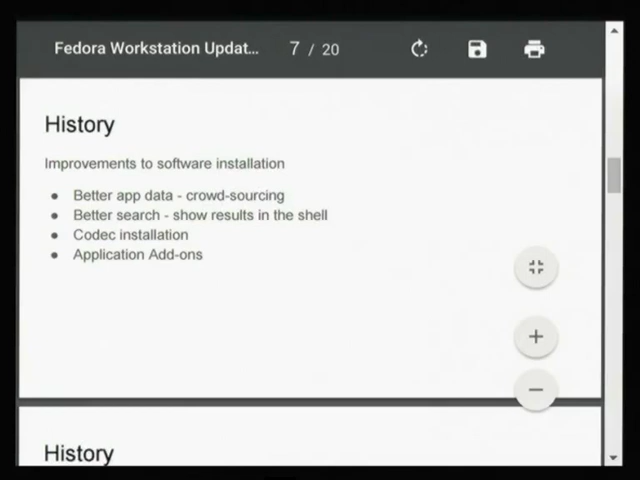 Fedora Workstation Updat... 7 / 20
History
Improvements to software installation
● Better app data - crowd-sourcing
● Better search - show results in the shell
● Codec installation
● Application Add-ons
History